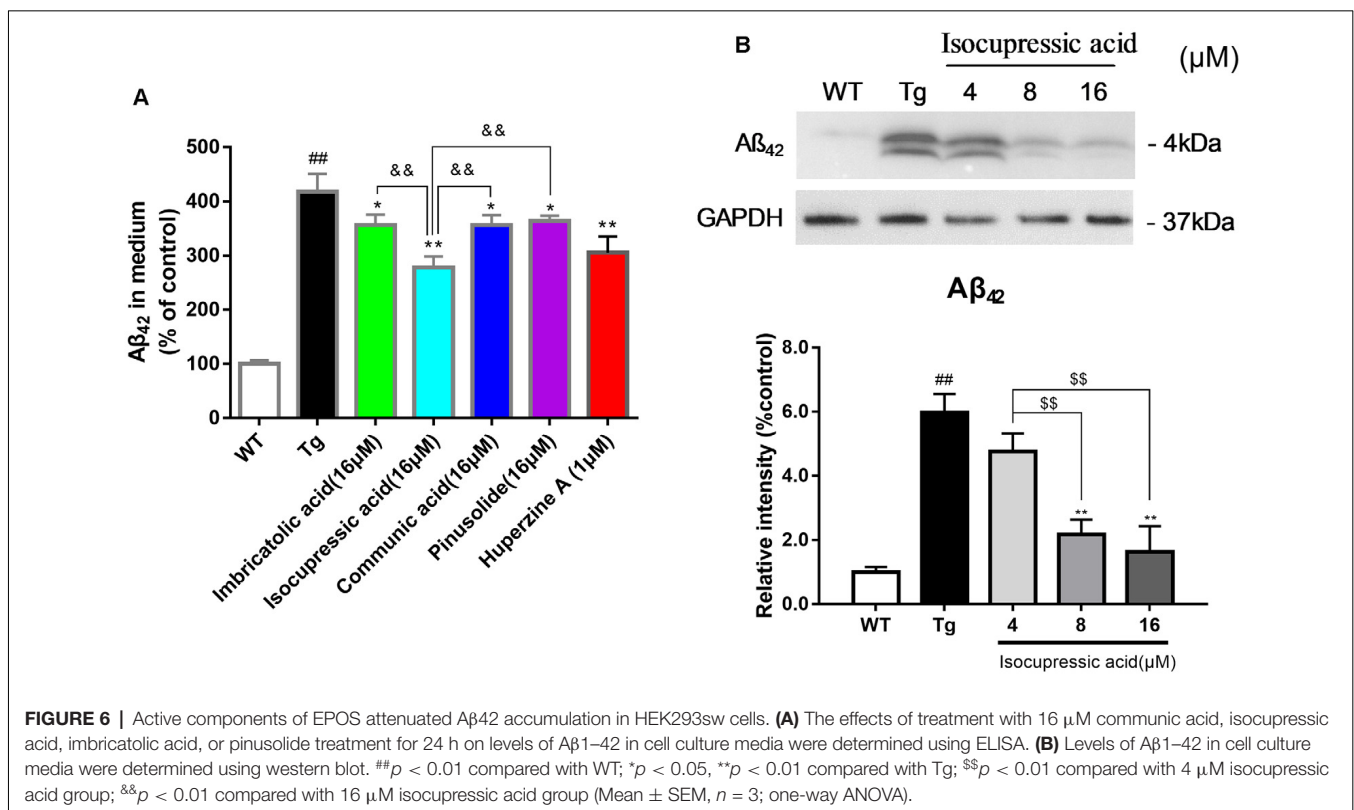 A
Aβ₄₂ in medium
(% of control)
500
400
300
200
100
0
##
*
**
*
*
**
&&
&&
&&
WT
Tg
Imbricatolic acid(16μM)
Isocupressic acid(16μM)
Communic acid(16μM)
Pinusolide(16μM)
Huperzine A (1μM)
B
Isocupressic acid
(μM)
WT Tg 4 8 16
Aß₄₂ - 4kDa
GAPDH - 37kDa
Aβ₄₂
Relative intensity (%control)
8.0
6.0
4.0
2.0
0.0
##
$$
$$
**
**
WT Tg 4 8 16
Isocupressic acid(μM)
FIGURE 6 | Active components of EPOS attenuated Aβ42 accumulation in HEK293sw cells. (A) The effects of treatment with 16 μM communic acid, isocupressic
acid, imbricatolic acid, or pinusolide treatment for 24 h on levels of Aβ1–42 in cell culture media were determined using ELISA. (B) Levels of Aβ1–42 in cell culture
media were determined using western blot. ##p < 0.01 compared with WT; *p < 0.05, **p < 0.01 compared with Tg; $$p < 0.01 compared with 4 μM isocupressic
acid group; &&p < 0.01 compared with 16 μM isocupressic acid group (Mean ± SEM, n = 3; one-way ANOVA).